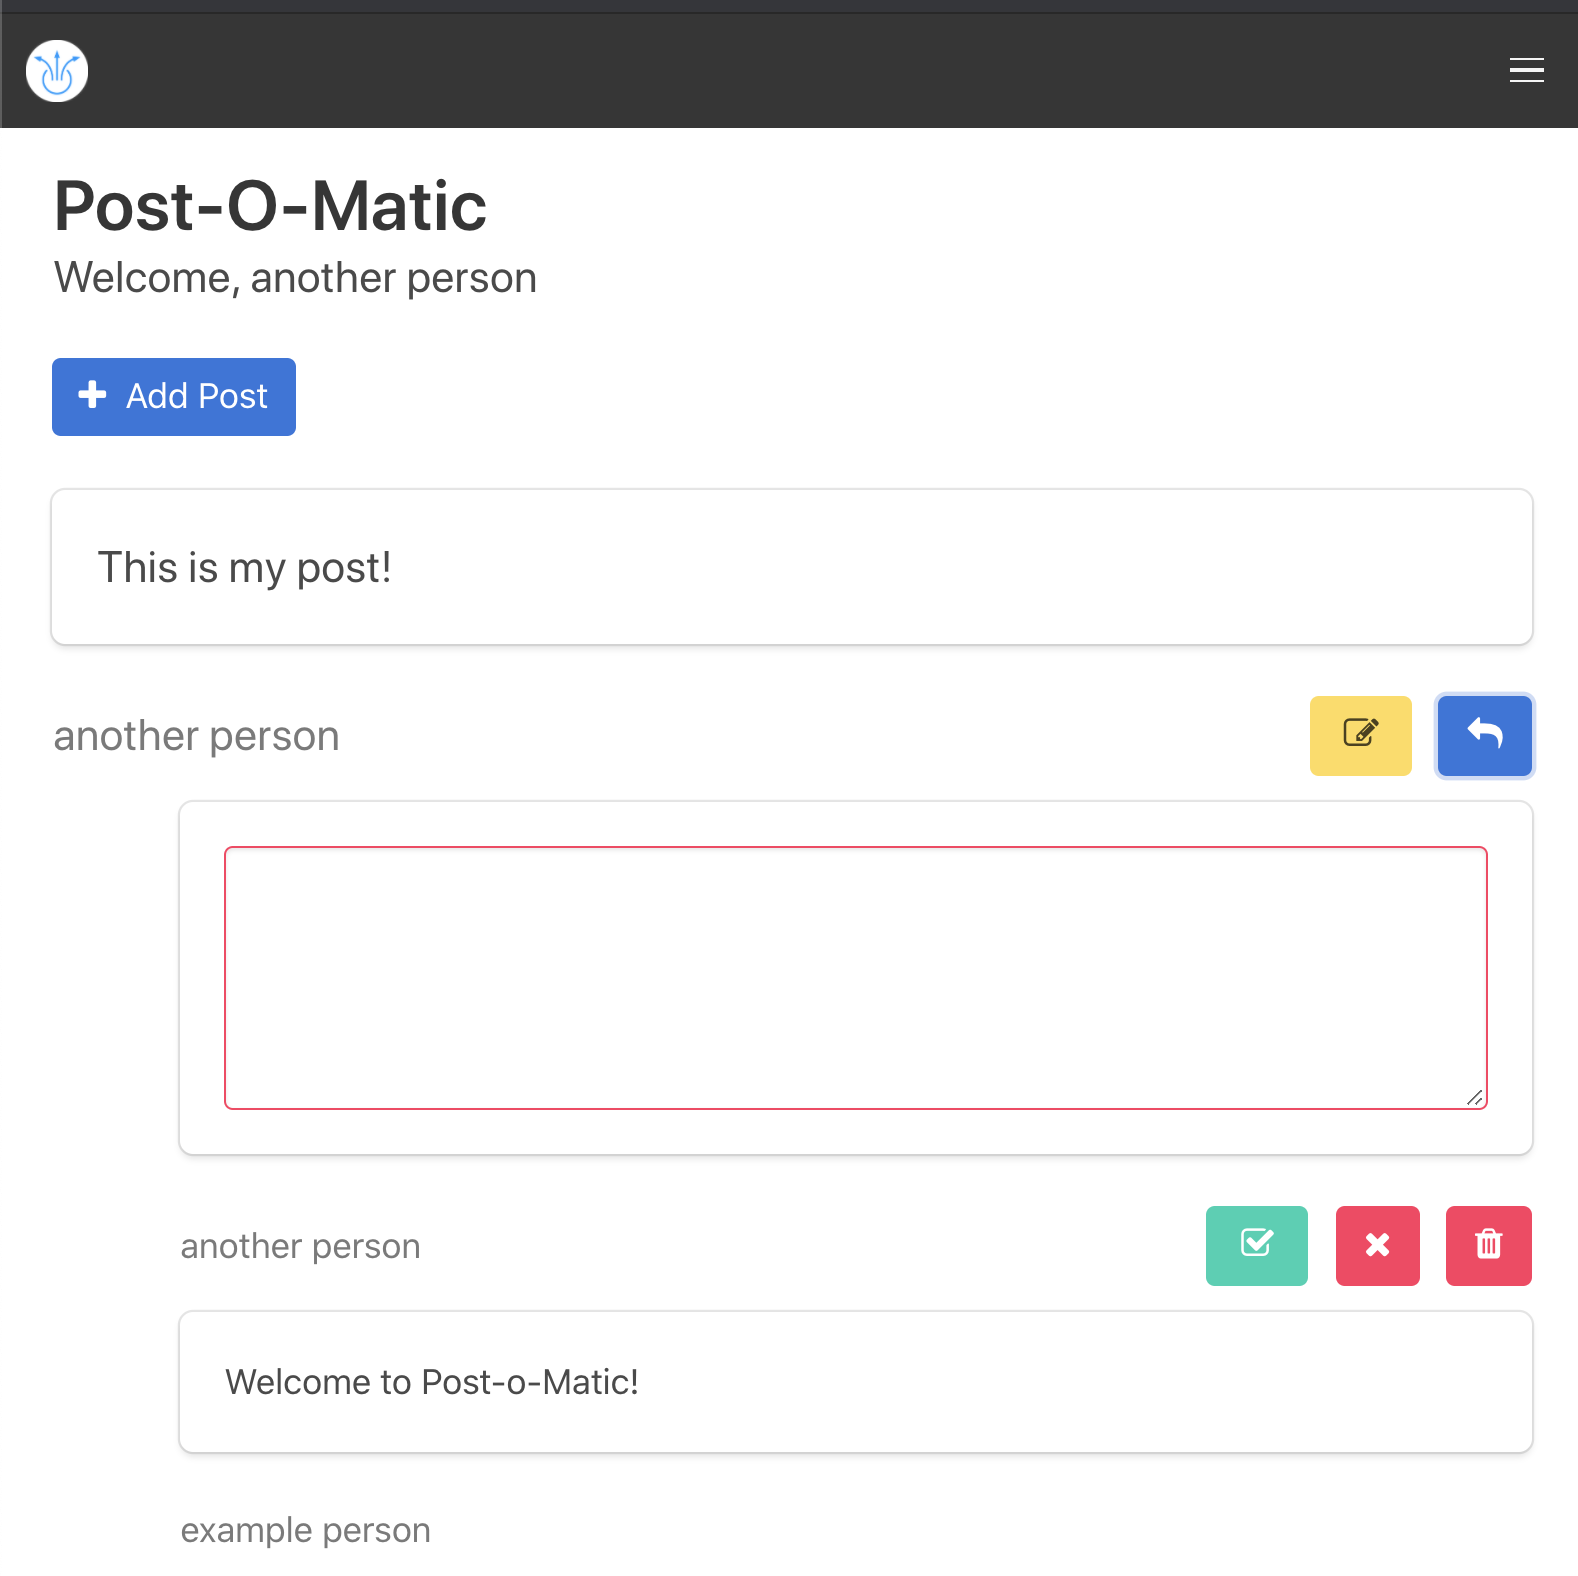 Post-O-Matic
Welcome, another person
Add Post
This is my post!
another person
another person
Welcome to Post-o-Matic!
example person